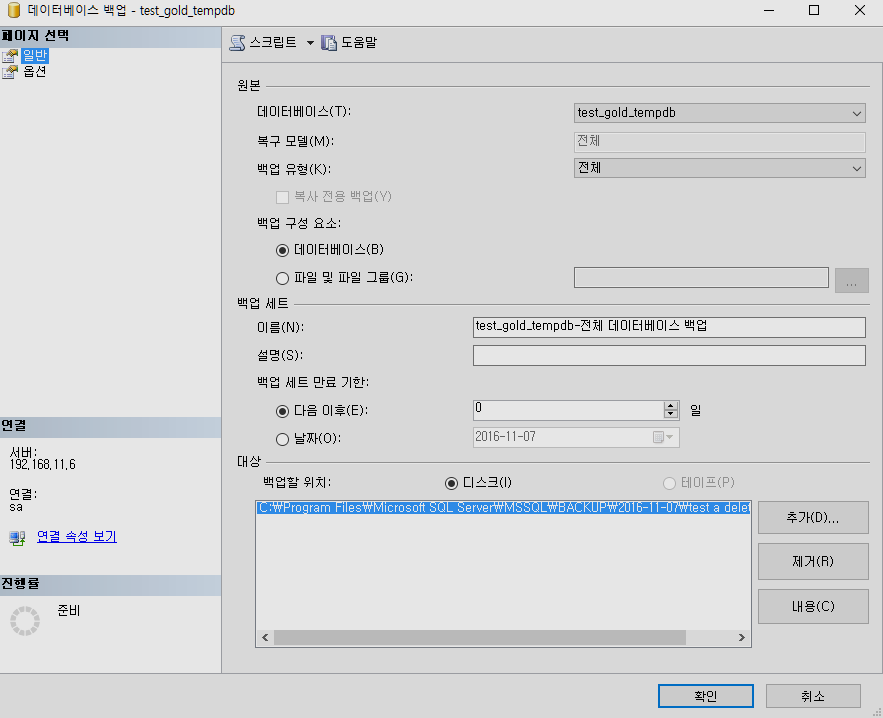 데이터베이스 백업 - test_gold_tempdb
페이지 선택
일반
옵션
스크립트
도움말
원본
데이터베이스(T):
test_gold_tempdb
복구 모델(M):
전체
백업 유형(K):
전체
복사 전용 백업(Y)
백업 구성 요소:
데이터베이스(B)
파일 및 파일 그룹(G):
...
백업 세트
이름(N):
test_gold_tempdb-전체 데이터베이스 백업
설명(S):
백업 세트 만료 기한:
다음 이후(E):
0
일
날짜(O):
2016-11-07
대상
백업할 위치:
디스크(I)
테이프(P)
C:₩Program Files₩Microsoft SQL Server₩MSSQL₩BACKUP₩2016-11-07₩test a delet
추가(D)...
제거(R)
내용(C)
연결
서버:
192.168.11.6
연결:
sa
연결 속성 보기
진행률
준비
확인
취소